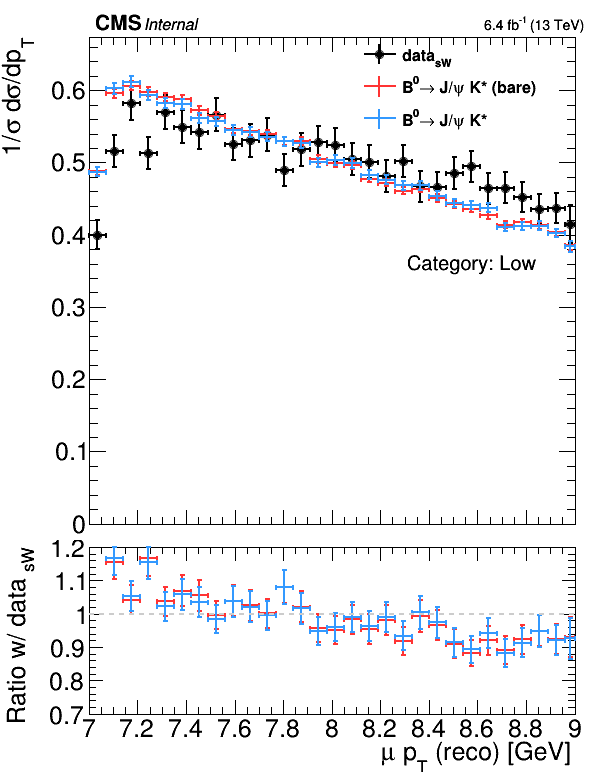 CMS Internal 6.4 fb⁻¹ (13 TeV)
1/σ dσ/dp_T
data_sW
B⁰→ J/ψ K* (bare)
B⁰→ J/ψ K*
Category: Low
0.6
0.5
0.4
0.3
0.2
0.1
0
Ratio w/ data_sW
1.2
1.1
1
0.9
0.8
0.7
7 7.2 7.4 7.6 7.8 8 8.2 8.4 8.6 8.8 9
μ p_T (reco) [GeV]